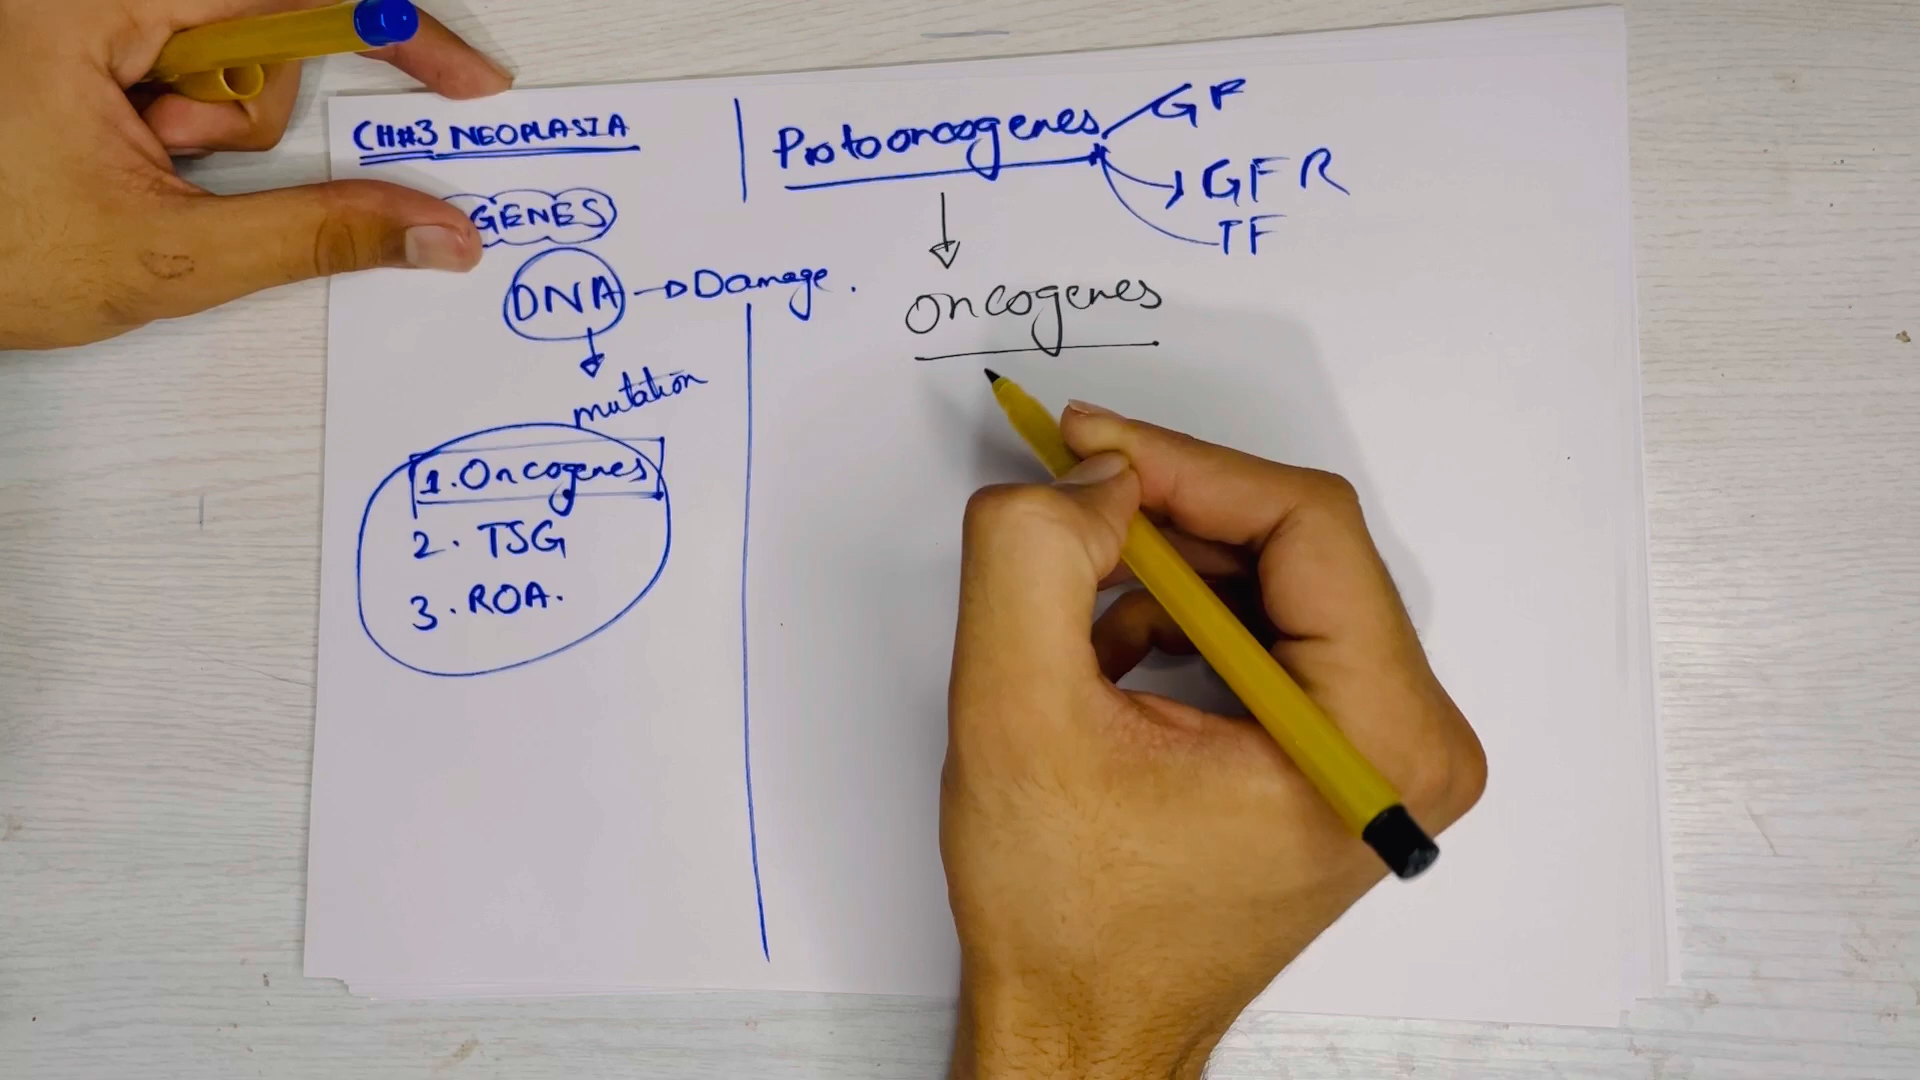 CH#3 NEOPLASIA
GENES
DNA → Damage.
mutation
1. Oncogenes
2. TSG
3. ROA.
Protooncogenes
GF
GFR
TF
oncogenes